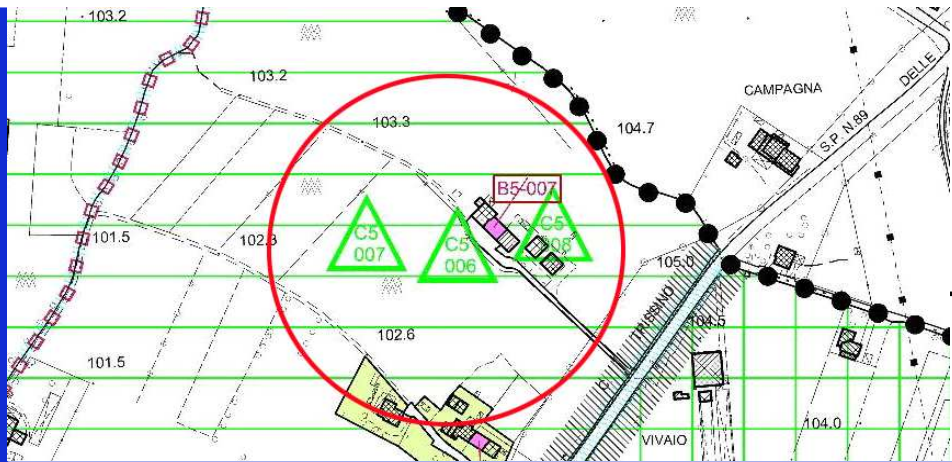 103.2
103.2
103.3
104.7
CAMPAGNA
DELLE
S.P. N.89
B5-007
C5
007
C5
006
C5
008
101.5
102.3
105.0
TRISSINO
104.5
102.6
101.5
VIVAIO
104.0